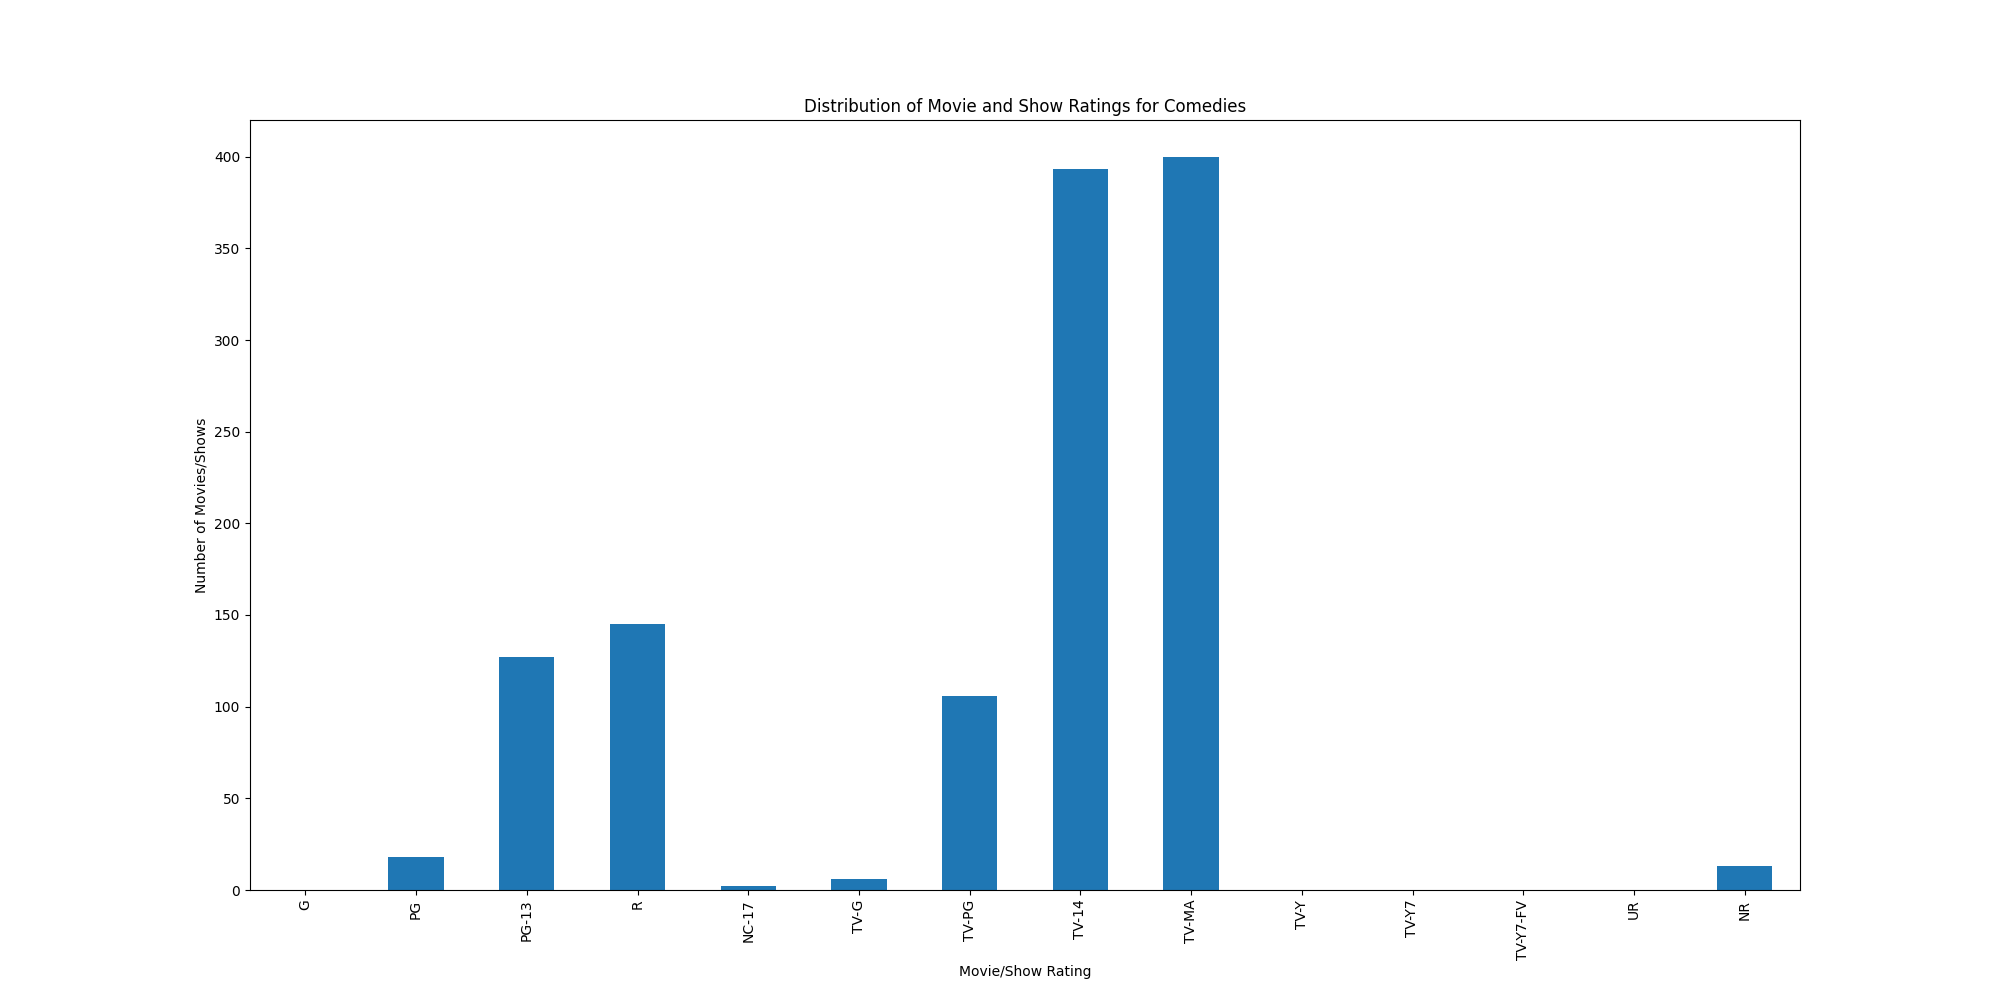 Distribution of Movie and Show Ratings for Comedies
400
350
300
250
200
150
100
50
0
Number of Movies/Shows
G
PG
PG-13
R
NC-17
TV-G
TV-PG
TV-14
TV-MA
TV-Y
TV-Y7
TV-Y7-FV
UR
NR
Movie/Show Rating